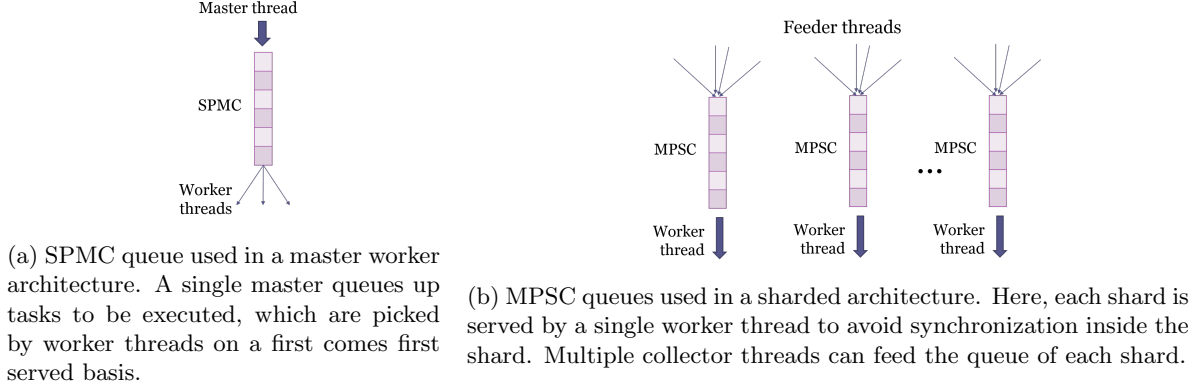 Master thread
SPMC
Worker
threads
(a) SPMC queue used in a master worker
architecture. A single master queues up
tasks to be executed, which are picked
by worker threads on a first comes first
served basis.
Feeder threads
MPSC
MPSC
MPSC
...
Worker
thread
Worker
thread
Worker
thread
(b) MPSC queues used in a sharded architecture. Here, each shard is
served by a single worker thread to avoid synchronization inside the
shard. Multiple collector threads can feed the queue of each shard.